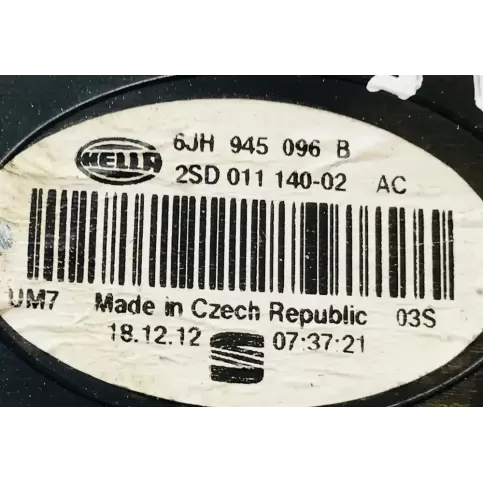 HELLA
6JH 945 096 B
2SD 011 140-02 AC
UM7 Made in Czech Republic 03S
18.12.12 07:37:21